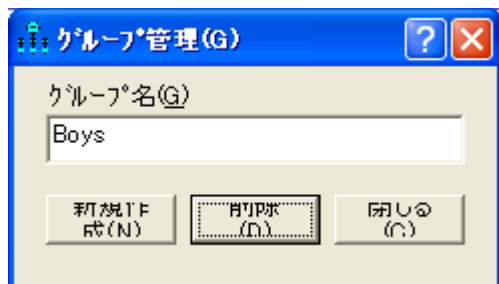 ｸﾞﾙｰﾌﾟ管理(G)
ｸﾞﾙｰﾌﾟ名(G)
Boys
新規作
成(N)
削除
(D)
閉じる
(C)